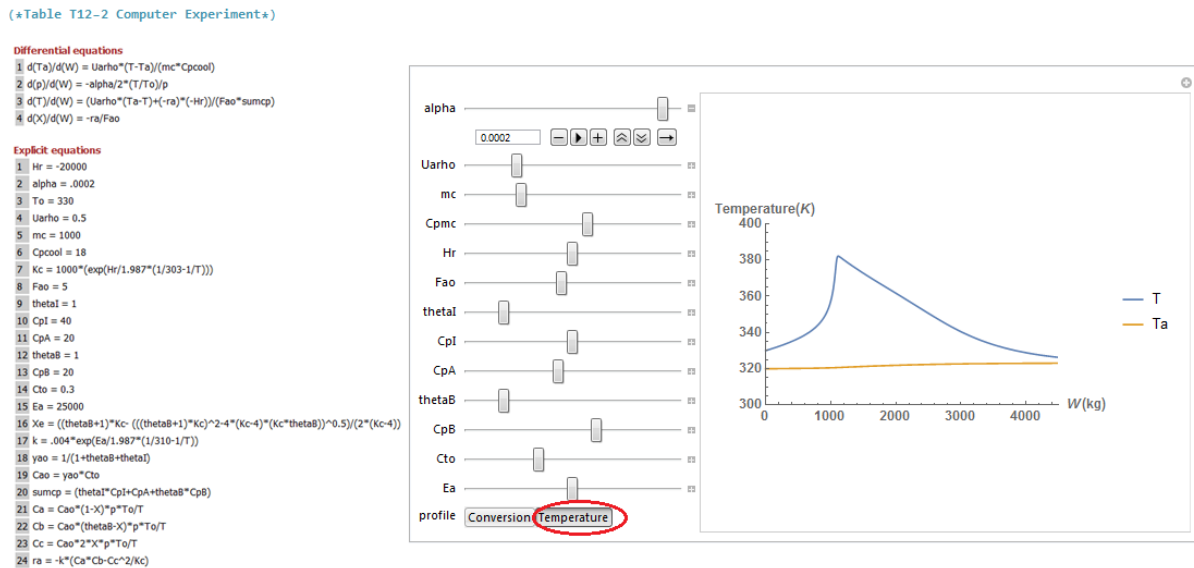 (*Table T12-2 Computer Experiment*)
Differential equations
1 d(Ta)/d(W) = Uarho*(T-Ta)/(mc*Cpcool)
2 d(p)/d(W) = -alpha/2*(T/To)/p
3 d(T)/d(W) = (Uarho*(Ta-T)+(-ra)*(-Hr))/(Fao*sumcp)
4 d(X)/d(W) = -ra/Fao
Explicit equations
1 Hr = -20000
2 alpha = .0002
3 To = 330
4 Uarho = 0.5
5 mc = 1000
6 Cpcool = 18
7 Kc = 1000*(exp(Hr/1.987*(1/303-1/T)))
8 Fao = 5
9 thetaI = 1
10 CpI = 40
11 CpA = 20
12 thetaB = 1
13 CpB = 20
14 Cto = 0.3
15 Ea = 25000
16 Xe = ((thetaB+1)*Kc- (((thetaB+1)*Kc)^2-4*(Kc-4)*(Kc*thetaB))^0.5)/(2*(Kc-4))
17 k = .004*exp(Ea/1.987*(1/310-1/T))
18 yao = 1/(1+thetaB+thetaI)
19 Cao = yao*Cto
20 sumcp = (thetaI*CpI+CpA+thetaB*CpB)
21 Ca = Cao*(1-X)*p*To/T
22 Cb = Cao*(thetaB-X)*p*To/T
23 Cc = Cao*2*X*p*To/T
24 ra = -k*(Ca*Cb-Cc^2/Kc)
alpha
0.0002
Uarho
mc
Cpmc
Hr
Fao
thetaI
CpI
CpA
thetaB
CpB
Cto
Ea
profile Conversion Temperature
Temperature(K)
400
380
360
340
320
300
0 1000 2000 3000 4000 W(kg)
T
Ta